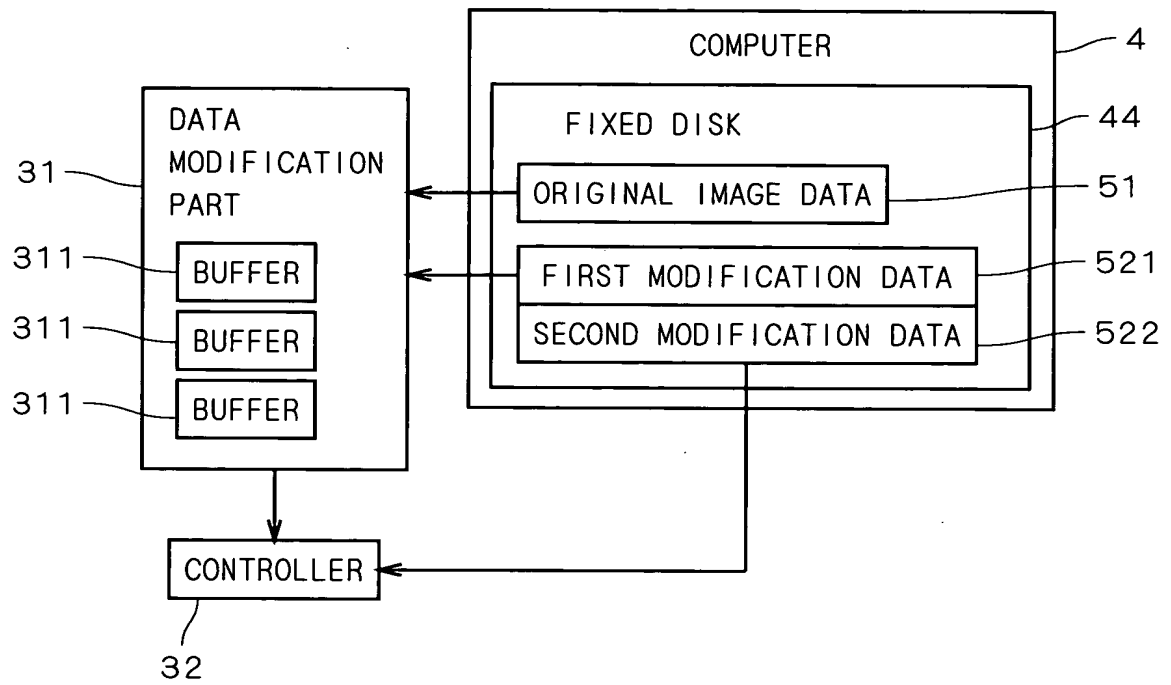 COMPUTER
4
DATA
MODIFICATION
PART
FIXED DISK
44
31
ORIGINAL IMAGE DATA
51
311
BUFFER
FIRST MODIFICATION DATA
521
311
BUFFER
SECOND MODIFICATION DATA
522
311
BUFFER
CONTROLLER
32